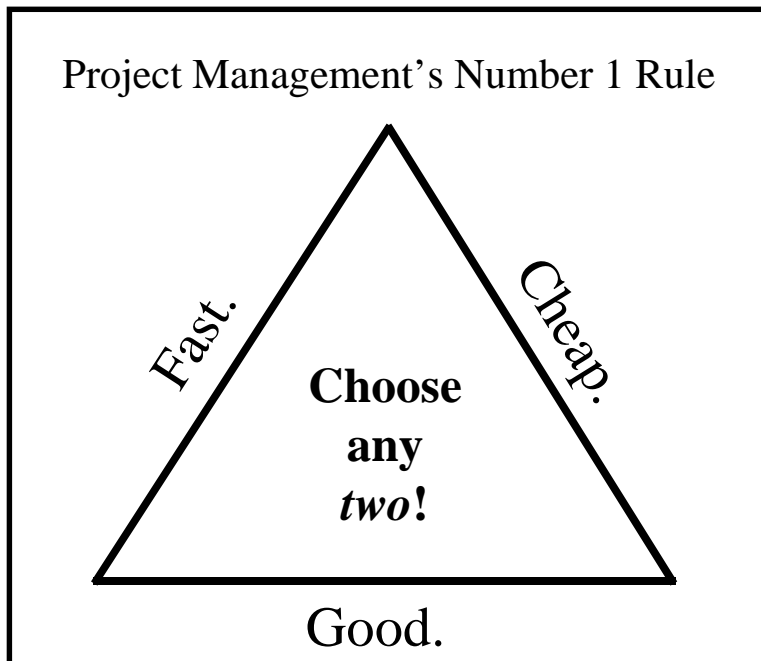 Project Management’s Number 1 Rule
Fast.
Cheap.
Choose
any
two!
Good.